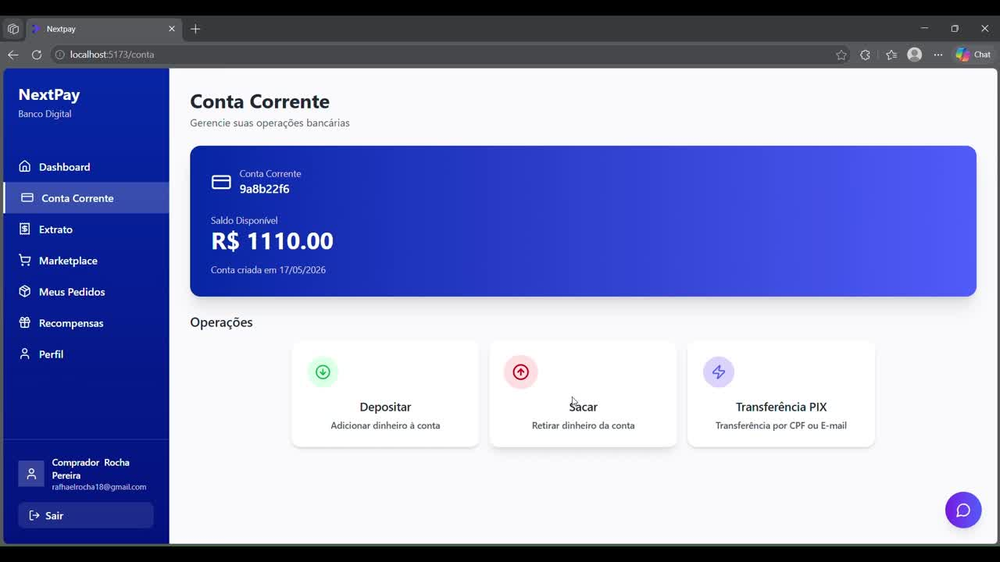 Nextpay
localhost:5173/conta
Chat
NextPay
Banco Digital
Dashboard
Conta Corrente
Extrato
Marketplace
Meus Pedidos
Recompensas
Perfil
Comprador Rocha
Pereira
rafhaelrocha18@gmail.com
Sair
Conta Corrente
Gerencie suas operações bancárias
Conta Corrente
9a8b22f6
Saldo Disponível
R$ 1110.00
Conta criada em 17/05/2026
Operações
Depositar
Adicionar dinheiro à conta
Sacar
Retirar dinheiro da conta
Transferência PIX
Transferência por CPF ou E-mail